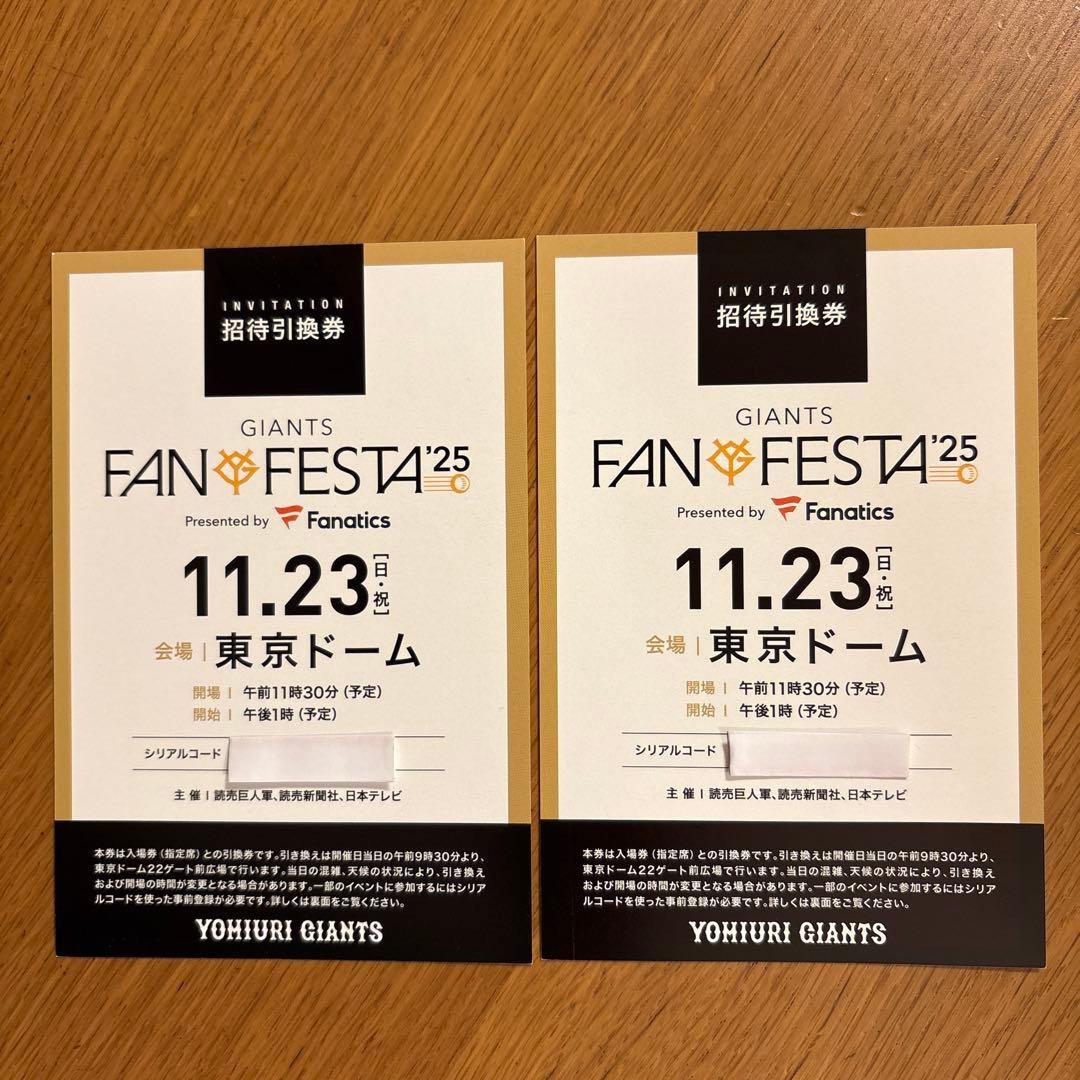 INVITATION
招待引換券
GIANTS
FAN FESTA'25
Presented by Fanatics
11.23[日・祝]
会場 | 東京ドーム
開場 | 午前11時30分(予定)
開始 | 午後1時(予定)
シリアルコード
主 催 | 読売巨人軍、読売新聞社、日本テレビ
本券は入場券(指定席)との引換券です。引き換えは開催日当日の午前9時30分より、
東京ドーム22ゲート前広場で行います。当日の混雑、天候の状況により、引き換え
および開場の時間が変更となる場合があります。一部のイベントに参加するにはシリア
ルコードを使った事前登録が必要です。詳しくは裏面をご覧ください。
YOMIURI GIANTS
INVITATION
招待引換券
GIANTS
FAN FESTA'25
Presented by Fanatics
11.23[日・祝]
会場 | 東京ドーム
開場 | 午前11時30分(予定)
開始 | 午後1時(予定)
シリアルコード
主 催 | 読売巨人軍、読売新聞社、日本テレビ
本券は入場券(指定席)との引換券です。引き換えは開催日当日の午前9時30分より、
東京ドーム22ゲート前広場で行います。当日の混雑、天候の状況により、引き換え
および開場の時間が変更となる場合があります。一部のイベントに参加するにはシリア
ルコードを使った事前登録が必要です。詳しくは裏面をご覧ください。
YOMIURI GIANTS